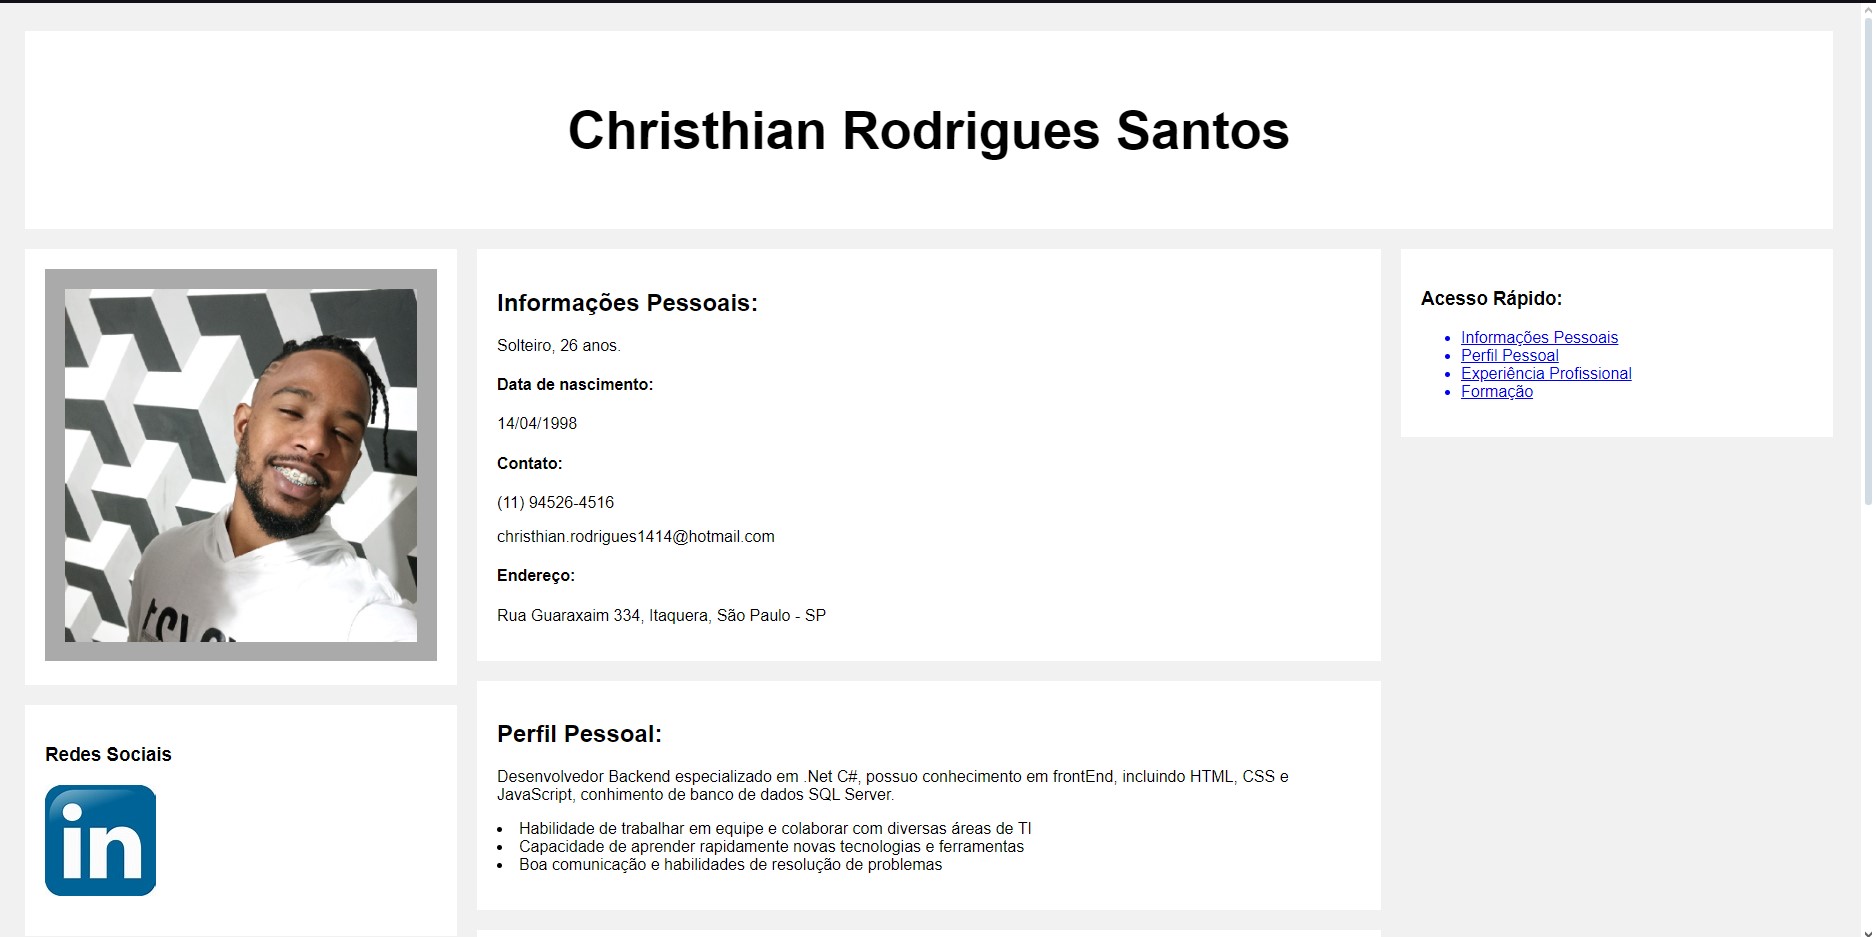 Christhian Rodrigues Santos
Informações Pessoais:
Solteiro, 26 anos.
Data de nascimento:
14/04/1998
Contato:
(11) 94526-4516
christhian.rodrigues1414@hotmail.com
Endereço:
Rua Guaraxaim 334, Itaquera, São Paulo - SP
Acesso Rápido:
Informações Pessoais
Perfil Pessoal
Experiência Profissional
Formação
Redes Sociais
in
Perfil Pessoal:
Desenvolvedor Backend especializado em .Net C#, possuo conhecimento em frontEnd, incluindo HTML, CSS e
JavaScript, conhimento de banco de dados SQL Server.
Habilidade de trabalhar em equipe e colaborar com diversas áreas de TI
Capacidade de aprender rapidamente novas tecnologias e ferramentas
Boa comunicação e habilidades de resolução de problemas